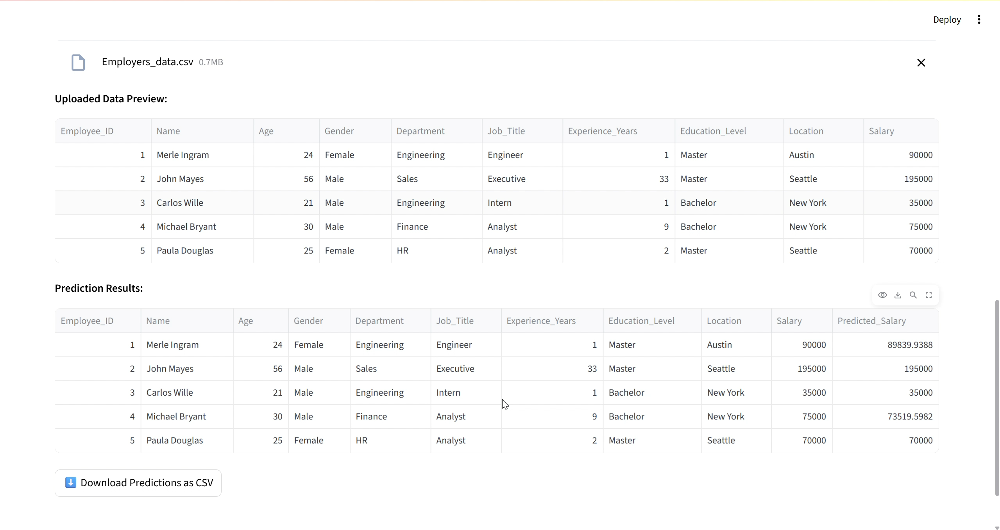 Deploy
Employers_data.csv 0.7MB
Uploaded Data Preview:
Employee_ID Name Age Gender Department Job_Title Experience_Years Education_Level Location Salary
1 Merle Ingram 24 Female Engineering Engineer 1 Master Austin 90000
2 John Mayes 56 Male Sales Executive 33 Master Seattle 195000
3 Carlos Wille 21 Male Engineering Intern 1 Bachelor New York 35000
4 Michael Bryant 30 Male Finance Analyst 9 Bachelor New York 75000
5 Paula Douglas 25 Female HR Analyst 2 Master Seattle 70000
Prediction Results:
Employee_ID Name Age Gender Department Job_Title Experience_Years Education_Level Location Salary Predicted_Salary
1 Merle Ingram 24 Female Engineering Engineer 1 Master Austin 90000 89839.9388
2 John Mayes 56 Male Sales Executive 33 Master Seattle 195000 195000
3 Carlos Wille 21 Male Engineering Intern 1 Bachelor New York 35000 35000
4 Michael Bryant 30 Male Finance Analyst 9 Bachelor New York 75000 73519.5982
5 Paula Douglas 25 Female HR Analyst 2 Master Seattle 70000 70000
Download Predictions as CSV